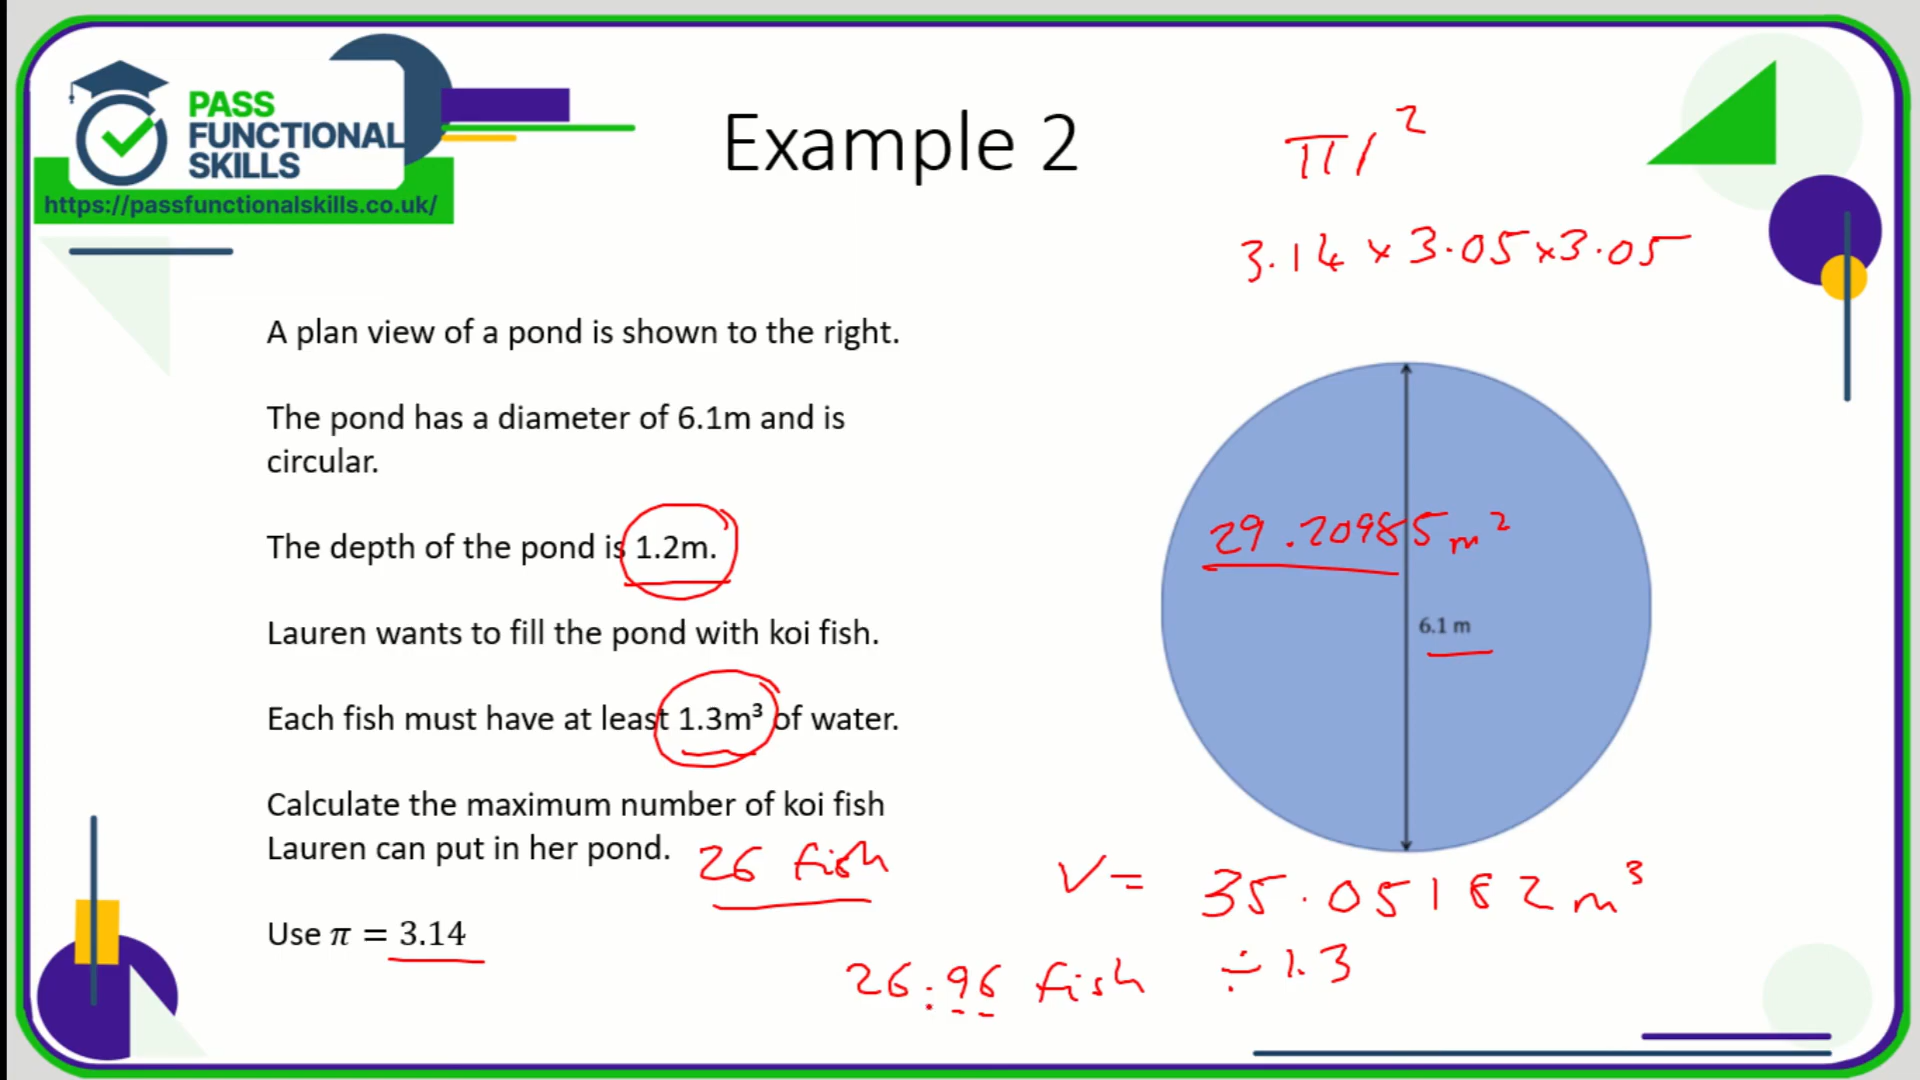 PASS
FUNCTIONAL
SKILLS
https://passfunctionalskills.co.uk/
Example 2
πr²
3.14 × 3.05 × 3.05
A plan view of a pond is shown to the right.
The pond has a diameter of 6.1m and is
circular.
The depth of the pond is 1.2m.
Lauren wants to fill the pond with koi fish.
Each fish must have at least 1.3m³ of water.
Calculate the maximum number of koi fish
Lauren can put in her pond. 26 fish
Use π = 3.14
29.20985 m²
6.1 m
V = 35.05182 m³
26.96 fish ÷ 1.3